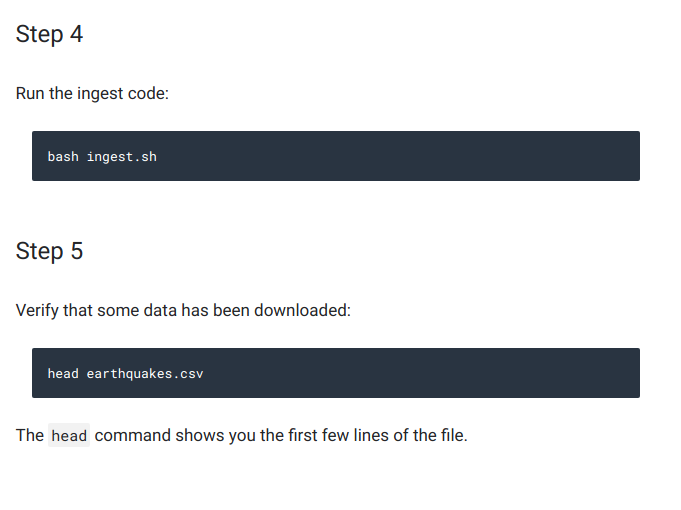 Step 4
Run the ingest code:
bash ingest.sh
Step 5
Verify that some data has been downloaded:
head earthquakes.csv
The head command shows you the first few lines of the file.